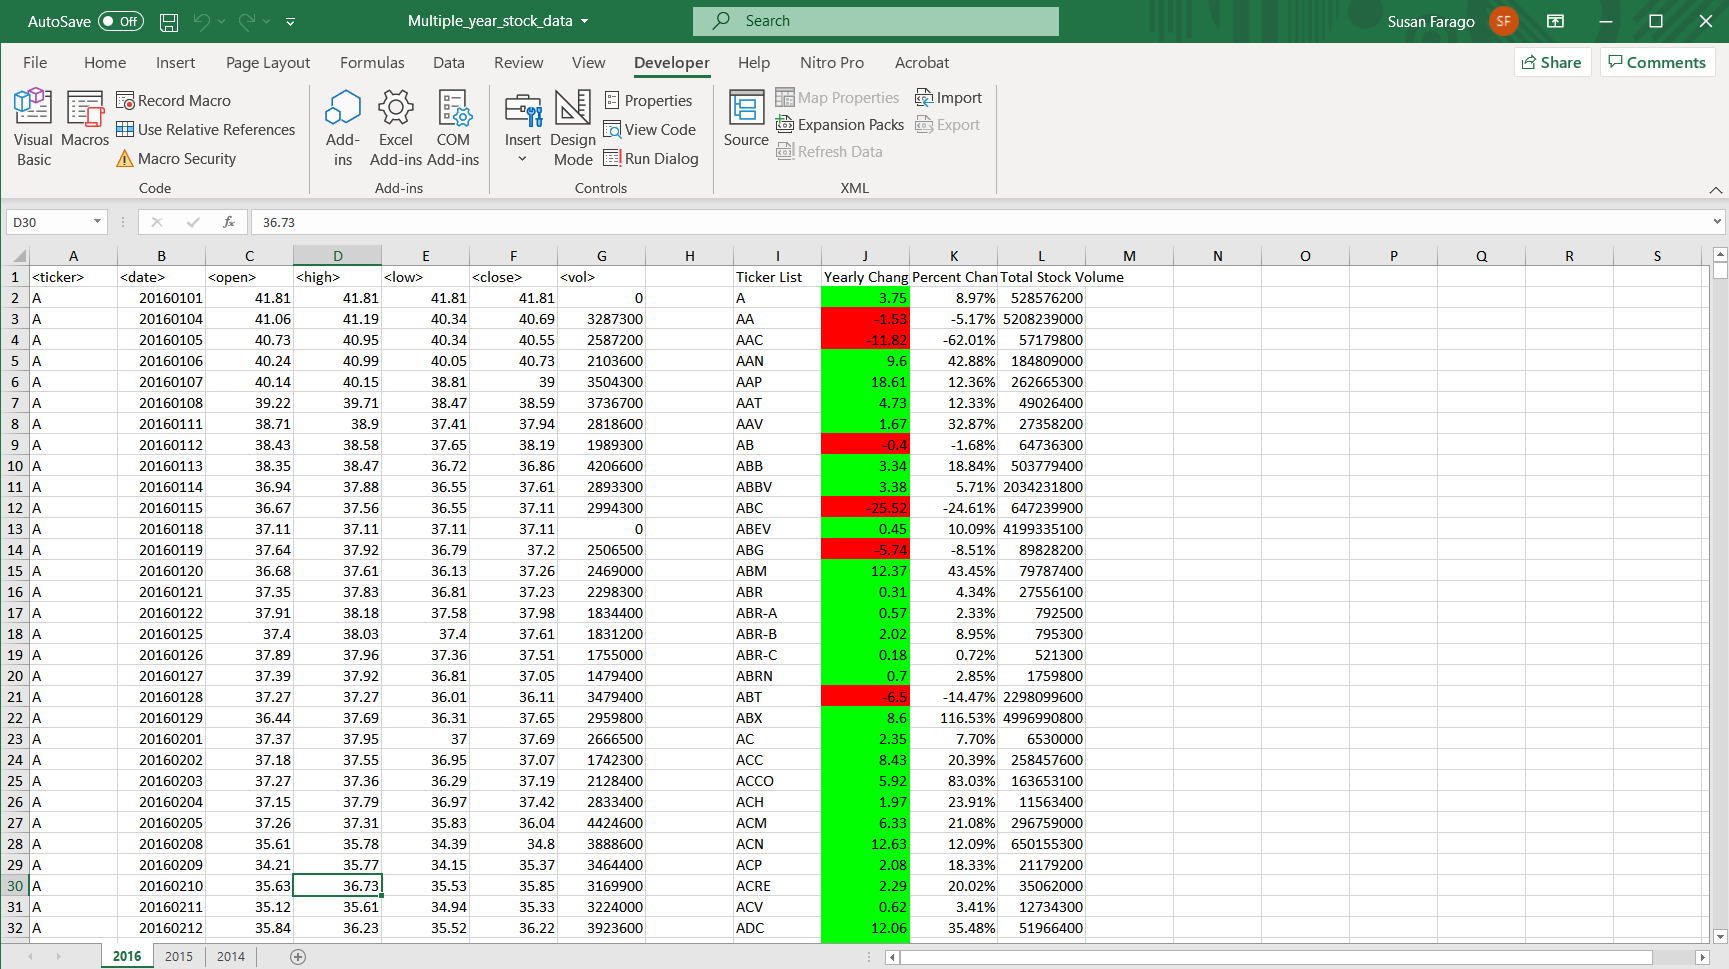 AutoSave Off Multiple_year_stock_data Search Susan Farago SF
File Home Insert Page Layout Formulas Data Review View Developer Help Nitro Pro Acrobat Share Comments
Visual Basic Macros Record Macro Use Relative References Macro Security Code
Add-ins Excel Add-ins COM Add-ins Add-ins
Insert Design Mode Properties View Code Run Dialog Controls
Source Map Properties Expansion Packs Refresh Data Import Export XML
D30 fx 36.73
A B C D E F G H I J K L M N O P Q R S
1 <ticker> <date> <open> <high> <low> <close> <vol> Ticker List Yearly Chang Percent Chan Total Stock Volume
2 A 20160101 41.81 41.81 41.81 41.81 0 A 3.75 8.97% 528576200
3 A 20160104 41.06 41.19 40.34 40.69 3287300 AA -1.53 -5.17% 5208239000
4 A 20160105 40.73 40.95 40.34 40.55 2587200 AAC -11.82 -62.01% 57179800
5 A 20160106 40.24 40.99 40.05 40.73 2103600 AAN 9.6 42.88% 184809000
6 A 20160107 40.14 40.15 38.81 39 3504300 AAP 18.61 12.36% 262665300
7 A 20160108 39.22 39.71 38.47 38.59 3736700 AAT 4.73 12.33% 49026400
8 A 20160111 38.71 38.9 37.41 37.94 2818600 AAV 1.67 32.87% 27358200
9 A 20160112 38.43 38.58 37.65 38.19 1989300 AB -0.4 -1.68% 64736300
10 A 20160113 38.35 38.47 36.72 36.86 4206600 ABB 3.34 18.84% 503779400
11 A 20160114 36.94 37.88 36.55 37.61 2893300 ABBV 3.38 5.71% 2034231800
12 A 20160115 36.67 37.56 36.55 37.11 2994300 ABC -25.52 -24.61% 647239900
13 A 20160118 37.11 37.11 37.11 37.11 0 ABEV 0.45 10.09% 4199335100
14 A 20160119 37.64 37.92 36.79 37.2 2506500 ABG -5.74 -8.51% 89828200
15 A 20160120 36.68 37.61 36.13 37.26 2469000 ABM 12.37 43.45% 79787400
16 A 20160121 37.35 37.83 36.81 37.23 2298300 ABR 0.31 4.34% 27556100
17 A 20160122 37.91 38.18 37.58 37.98 1834400 ABR-A 0.57 2.33% 792500
18 A 20160125 37.4 38.03 37.4 37.61 1831200 ABR-B 2.02 8.95% 795300
19 A 20160126 37.89 37.96 37.36 37.51 1755000 ABR-C 0.18 0.72% 521300
20 A 20160127 37.39 37.92 36.81 37.05 1479400 ABRN 0.7 2.85% 1759800
21 A 20160128 37.27 37.27 36.01 36.11 3479400 ABT -6.5 -14.47% 2298099600
22 A 20160129 36.44 37.69 36.31 37.65 2959800 ABX 8.6 116.53% 4996990800
23 A 20160201 37.37 37.95 37 37.69 2666500 AC 2.35 7.70% 6530000
24 A 20160202 37.18 37.55 36.95 37.07 1742300 ACC 8.43 20.39% 258457600
25 A 20160203 37.27 37.36 36.29 37.19 2128400 ACCO 5.92 83.03% 163653100
26 A 20160204 37.15 37.79 36.97 37.42 2833400 ACH 1.97 23.91% 11563400
27 A 20160205 37.26 37.31 35.83 36.04 4424600 ACM 6.33 21.08% 296759000
28 A 20160208 35.61 35.78 34.39 34.8 3888600 ACN 12.63 12.09% 650155300
29 A 20160209 34.21 35.77 34.15 35.37 3464400 ACP 2.08 18.33% 21179200
30 A 20160210 35.63 36.73 35.53 35.85 3169900 ACRE 2.29 20.02% 35062000
31 A 20160211 35.12 35.61 34.94 35.33 3224000 ACV 0.62 3.41% 12734300
32 A 20160212 35.84 36.23 35.52 36.22 3923600 ADC 12.06 35.48% 51966400
2016 2015 2014